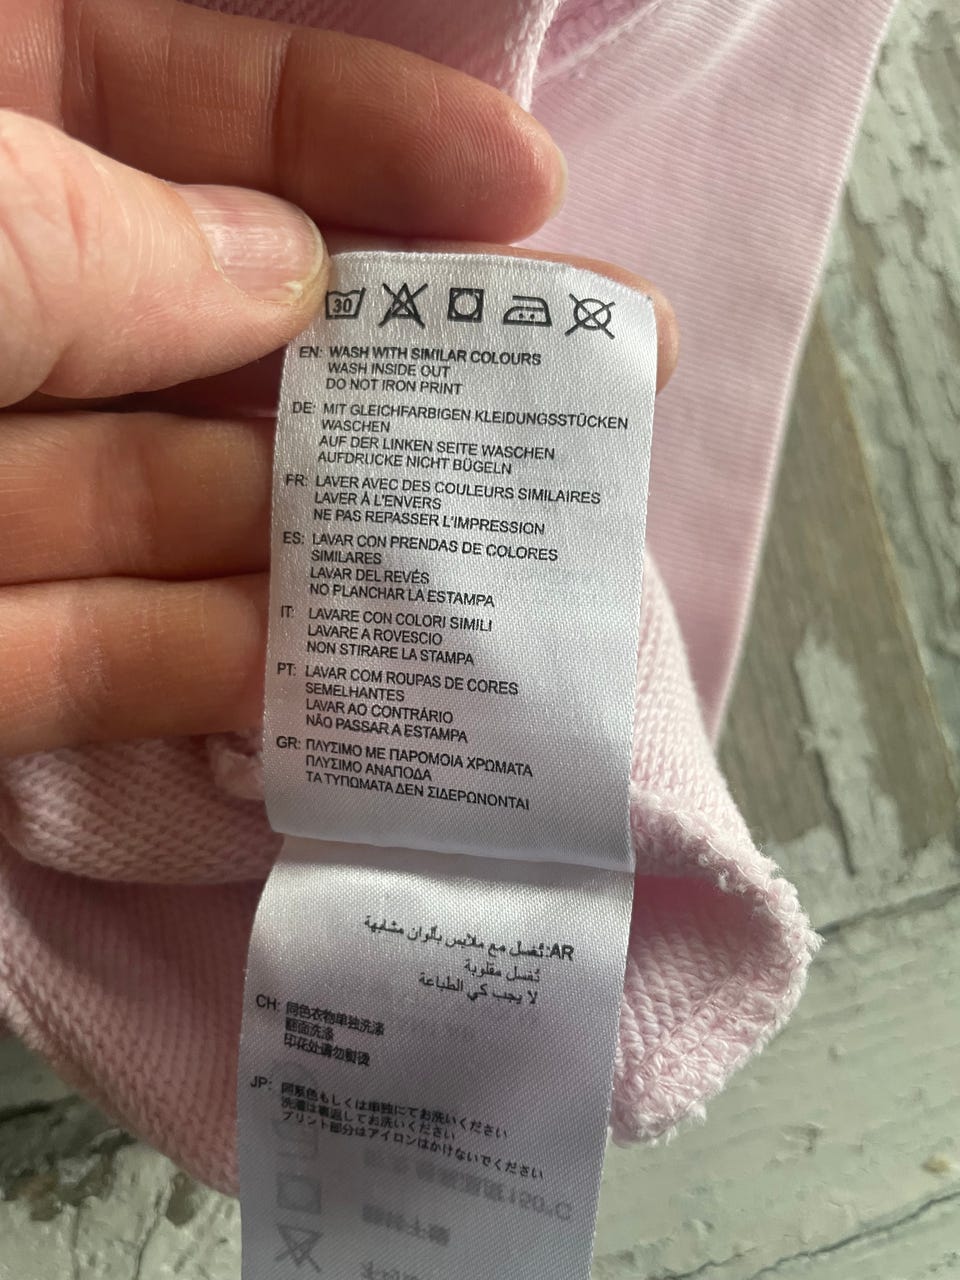 30
EN: WASH WITH SIMILAR COLOURS
WASH INSIDE OUT
DO NOT IRON PRINT
DE: MIT GLEICHFARBIGEN KLEIDUNGSSTÜCKEN
WASCHEN
AUF DER LINKEN SEITE WASCHEN
AUFDRUCKE NICHT BÜGELN
FR: LAVER AVEC DES COULEURS SIMILAIRES
LAVER À L'ENVERS
NE PAS REPASSER L'IMPRESSION
ES: LAVAR CON PRENDAS DE COLORES
SIMILARES
LAVAR DEL REVÉS
NO PLANCHAR LA ESTAMPA
IT: LAVARE CON COLORI SIMILI
LAVARE A ROVESCIO
NON STIRARE LA STAMPA
PT: LAVAR COM ROUPAS DE CORES
SEMELHANTES
LAVAR AO CONTRÁRIO
NÃO PASSAR A ESTAMPA
GR: ΠΛΥΣΙΜΟ ΜΕ ΠΑΡΟΜΟΙΑ ΧΡΩΜΑΤΑ
ΠΛΥΣΙΜΟ ΑΝΑΠΟΔΑ
ΤΑ ΤΥΠΩΜΑΤΑ ΔΕΝ ΣΙΔΕΡΩΝΟΝΤΑΙ
AR: تُغسل مع ملابس بألوان مشابهة
تُغسل مقلوبة
لا يجب كي الطباعة
CH: 同色衣物单独洗涤
翻面洗涤
印花处请勿熨烫
JP: 同系色もしくは単独にてお洗いください
洗濯は裏返してお洗いください
プリント部分はアイロンはかけないでください